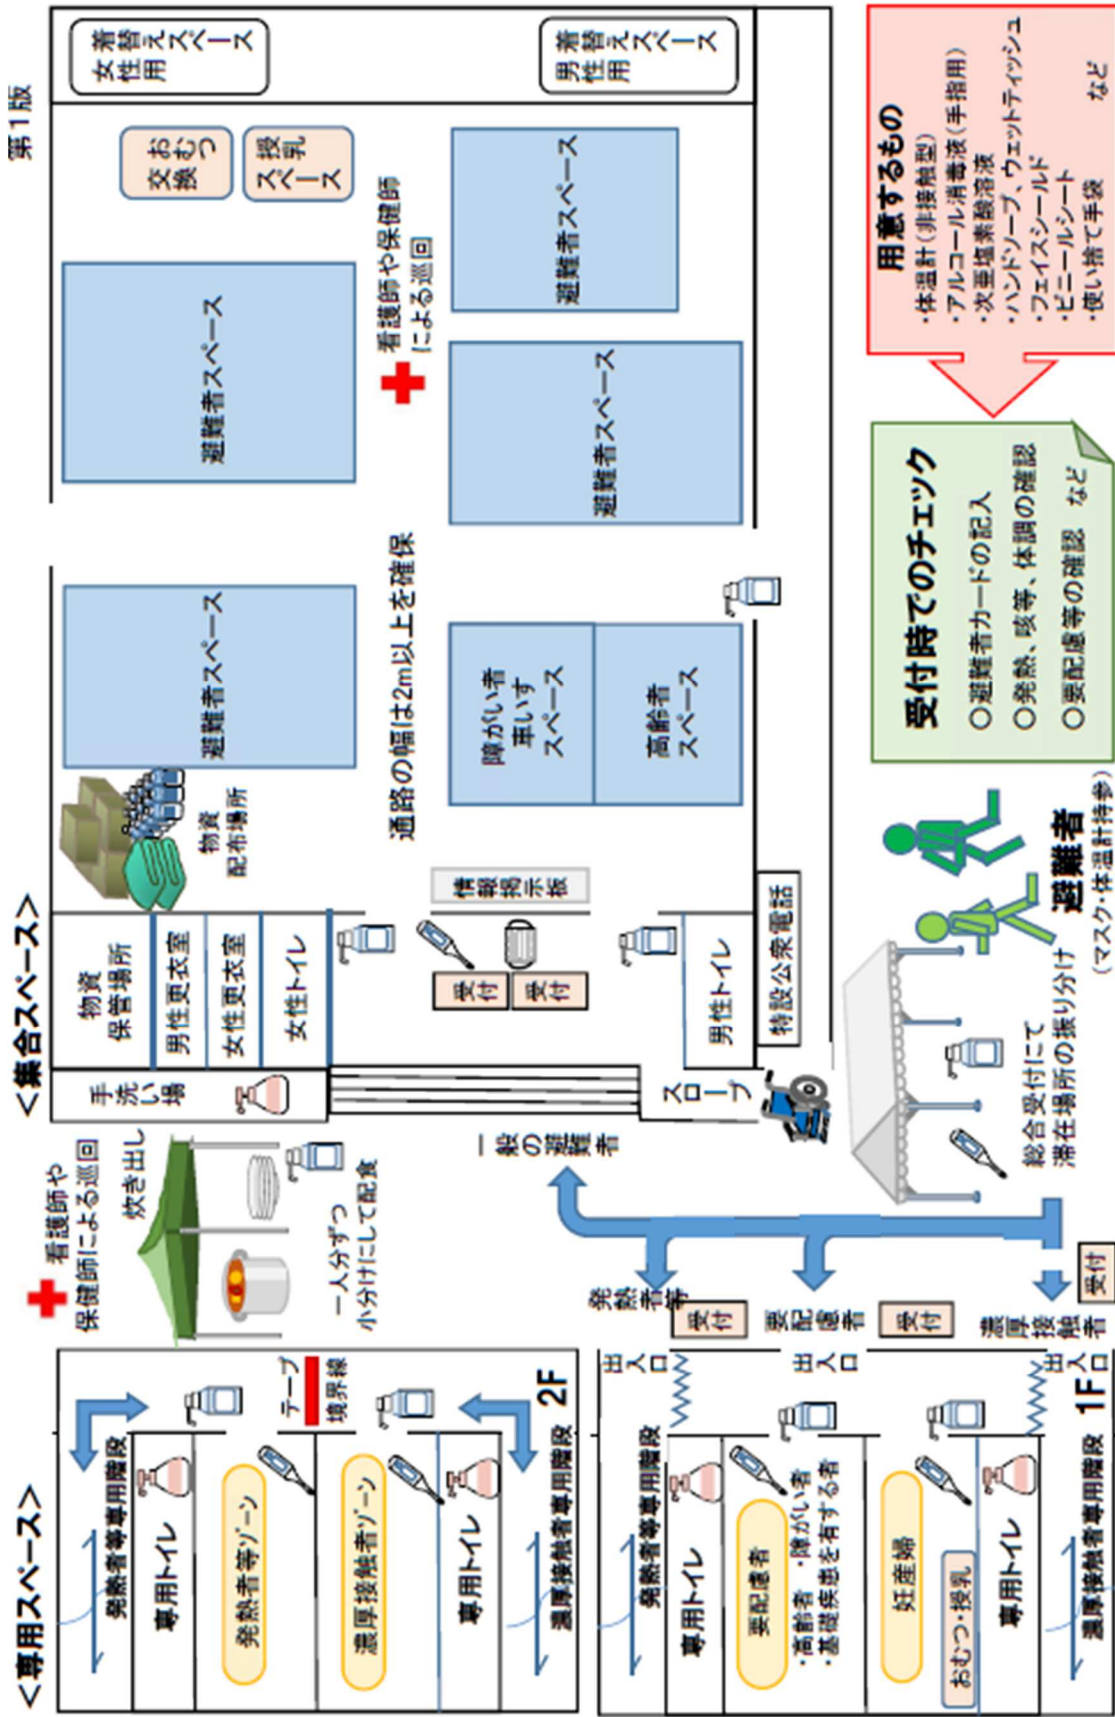 第1版
<専用スペース>
発熱者等専用階段
専用トイレ
発熱者等ゾーン
テープ
境界線
濃厚接触者ゾーン
専用トイレ
濃厚接触者専用階段
2F
発熱者等専用階段
出入口
専用トイレ
要配慮者
・高齢者 ・障がい者
・基礎疾患を有する者
出入口
妊産婦
おむつ・授乳
専用トイレ
出入口
濃厚接触者専用階段
1F
看護師や
保健師による巡回
炊き出し
一人分ずつ
小分けにして配食
一般の避難者
発熱者等
受付
要配慮者
受付
濃厚接触者
受付
<集合スペース>
手洗い場
物資
保管場所
男性更衣室
女性更衣室
女性トイレ
受付
受付
男性トイレ
スロープ
特設公衆電話
情報掲示板
物資
配布場所
避難者スペース
避難者スペース
通路の幅は2m以上を確保
障がい者
車いす
スペース
高齢者
スペース
避難者スペース
避難者スペース
看護師や保健師
による巡回
おむつ
交換
授乳
スペース
女性用
着替えスペース
男性用
着替えスペース
総合受付にて
滞在場所の振り分け
避難者
(マスク・体温計持参)
受付時でのチェック
○避難者カードの記入
○発熱、咳等、体調の確認
○要配慮等の確認 など
用意するもの
・体温計(非接触型)
・アルコール消毒液(手指用)
・次亜塩素酸溶液
・ハンドソープ、ウェットティッシュ
・フェイスシールド
・ビニールシート
・使い捨て手袋 など